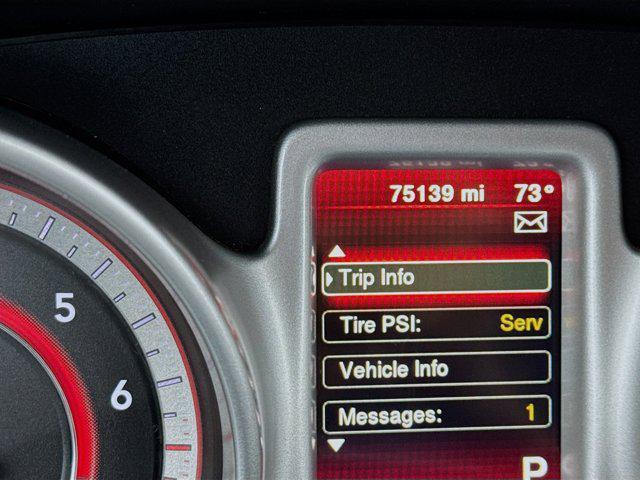 75139 mi 73°
Trip Info
Tire PSI: Serv
Vehicle Info
Messages: 1
P
5
6